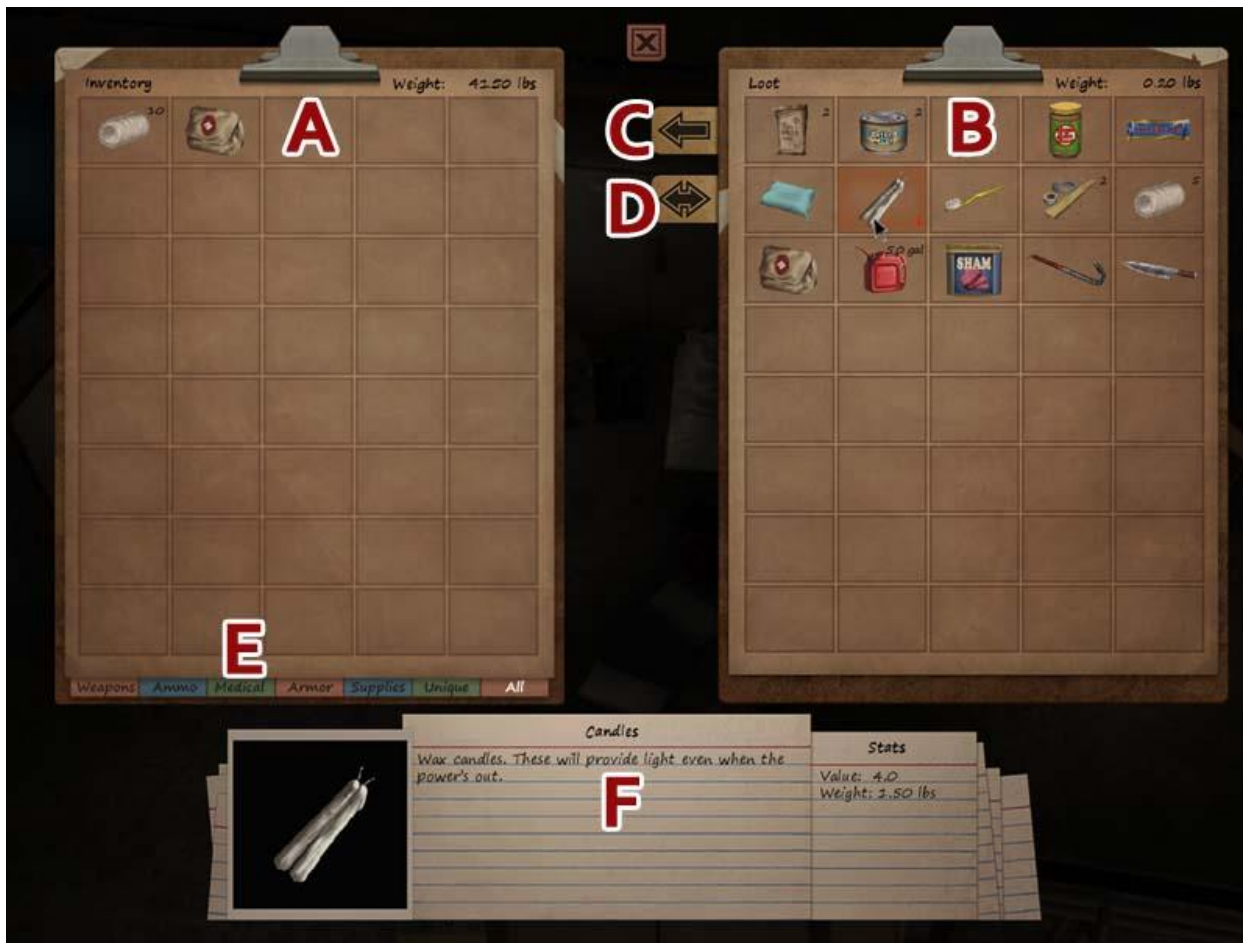 Inventory
Weight: 41.50 lbs
10
A
C
D
Loot
Weight: 0.20 lbs
2
2
B
2
5
5.0 gal
SHAM
E
Weapons Ammo Medical Armor Supplies Unique All
Candles
Wax candles. These will provide light even when the
power's out.
F
Stats
Value: 4.0
Weight: 1.50 lbs